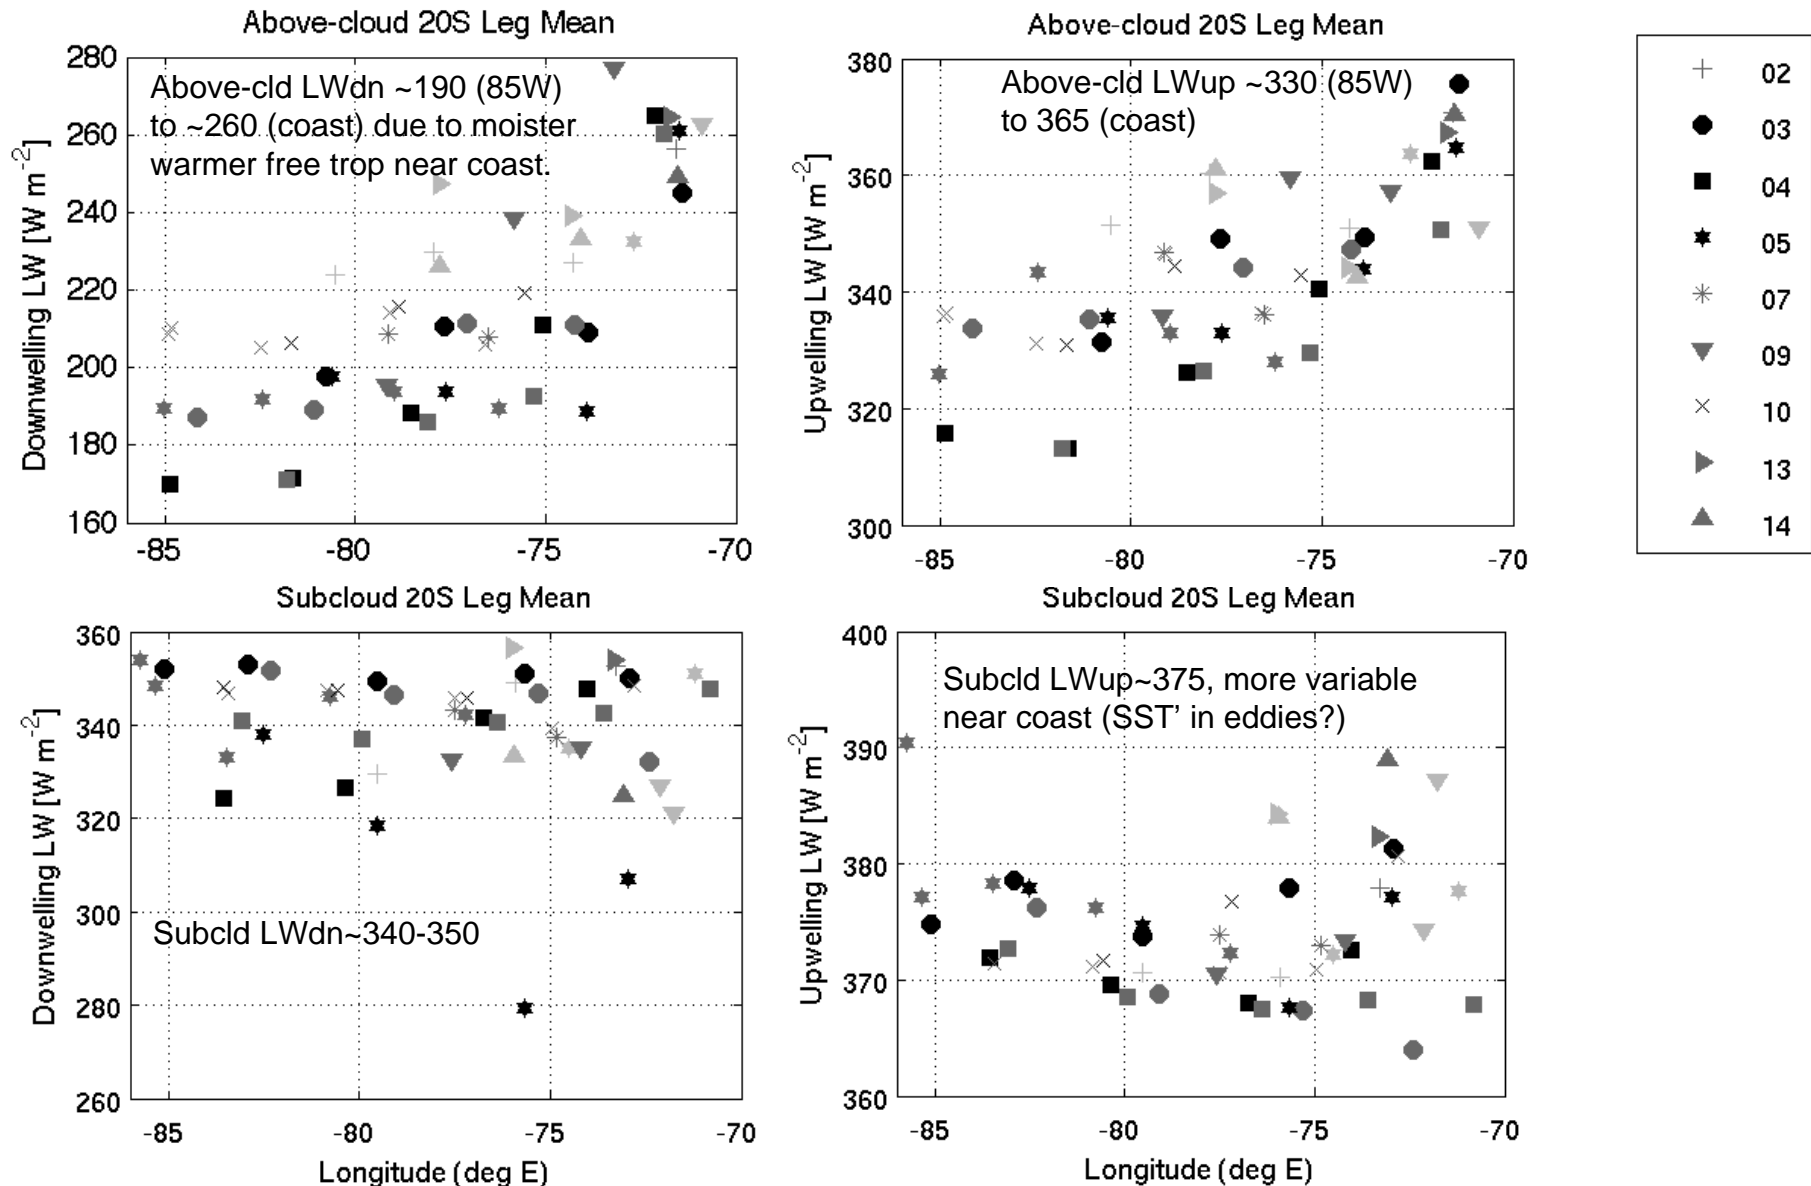 Above-cloud 20S Leg Mean
Downwelling LW [W m-2]
280
260
240
220
200
180
160
Above-cld LWdn ~190 (85W)
to ~260 (coast) due to moister
warmer free trop near coast.
-85
-80
-75
-70
Above-cloud 20S Leg Mean
Upwelling LW [W m-2]
380
360
340
320
300
Above-cld LWup ~330 (85W)
to 365 (coast)
-85
-80
-75
-70
02
03
04
05
07
09
10
13
14
Subcloud 20S Leg Mean
Downwelling LW [W m-2]
360
340
320
300
280
260
Subcld LWdn~340-350
-85
-80
-75
-70
Longitude (deg E)
Subcloud 20S Leg Mean
Upwelling LW [W m-2]
400
390
380
370
360
Subcld LWup~375, more variable
near coast (SST' in eddies?)
-85
-80
-75
-70
Longitude (deg E)